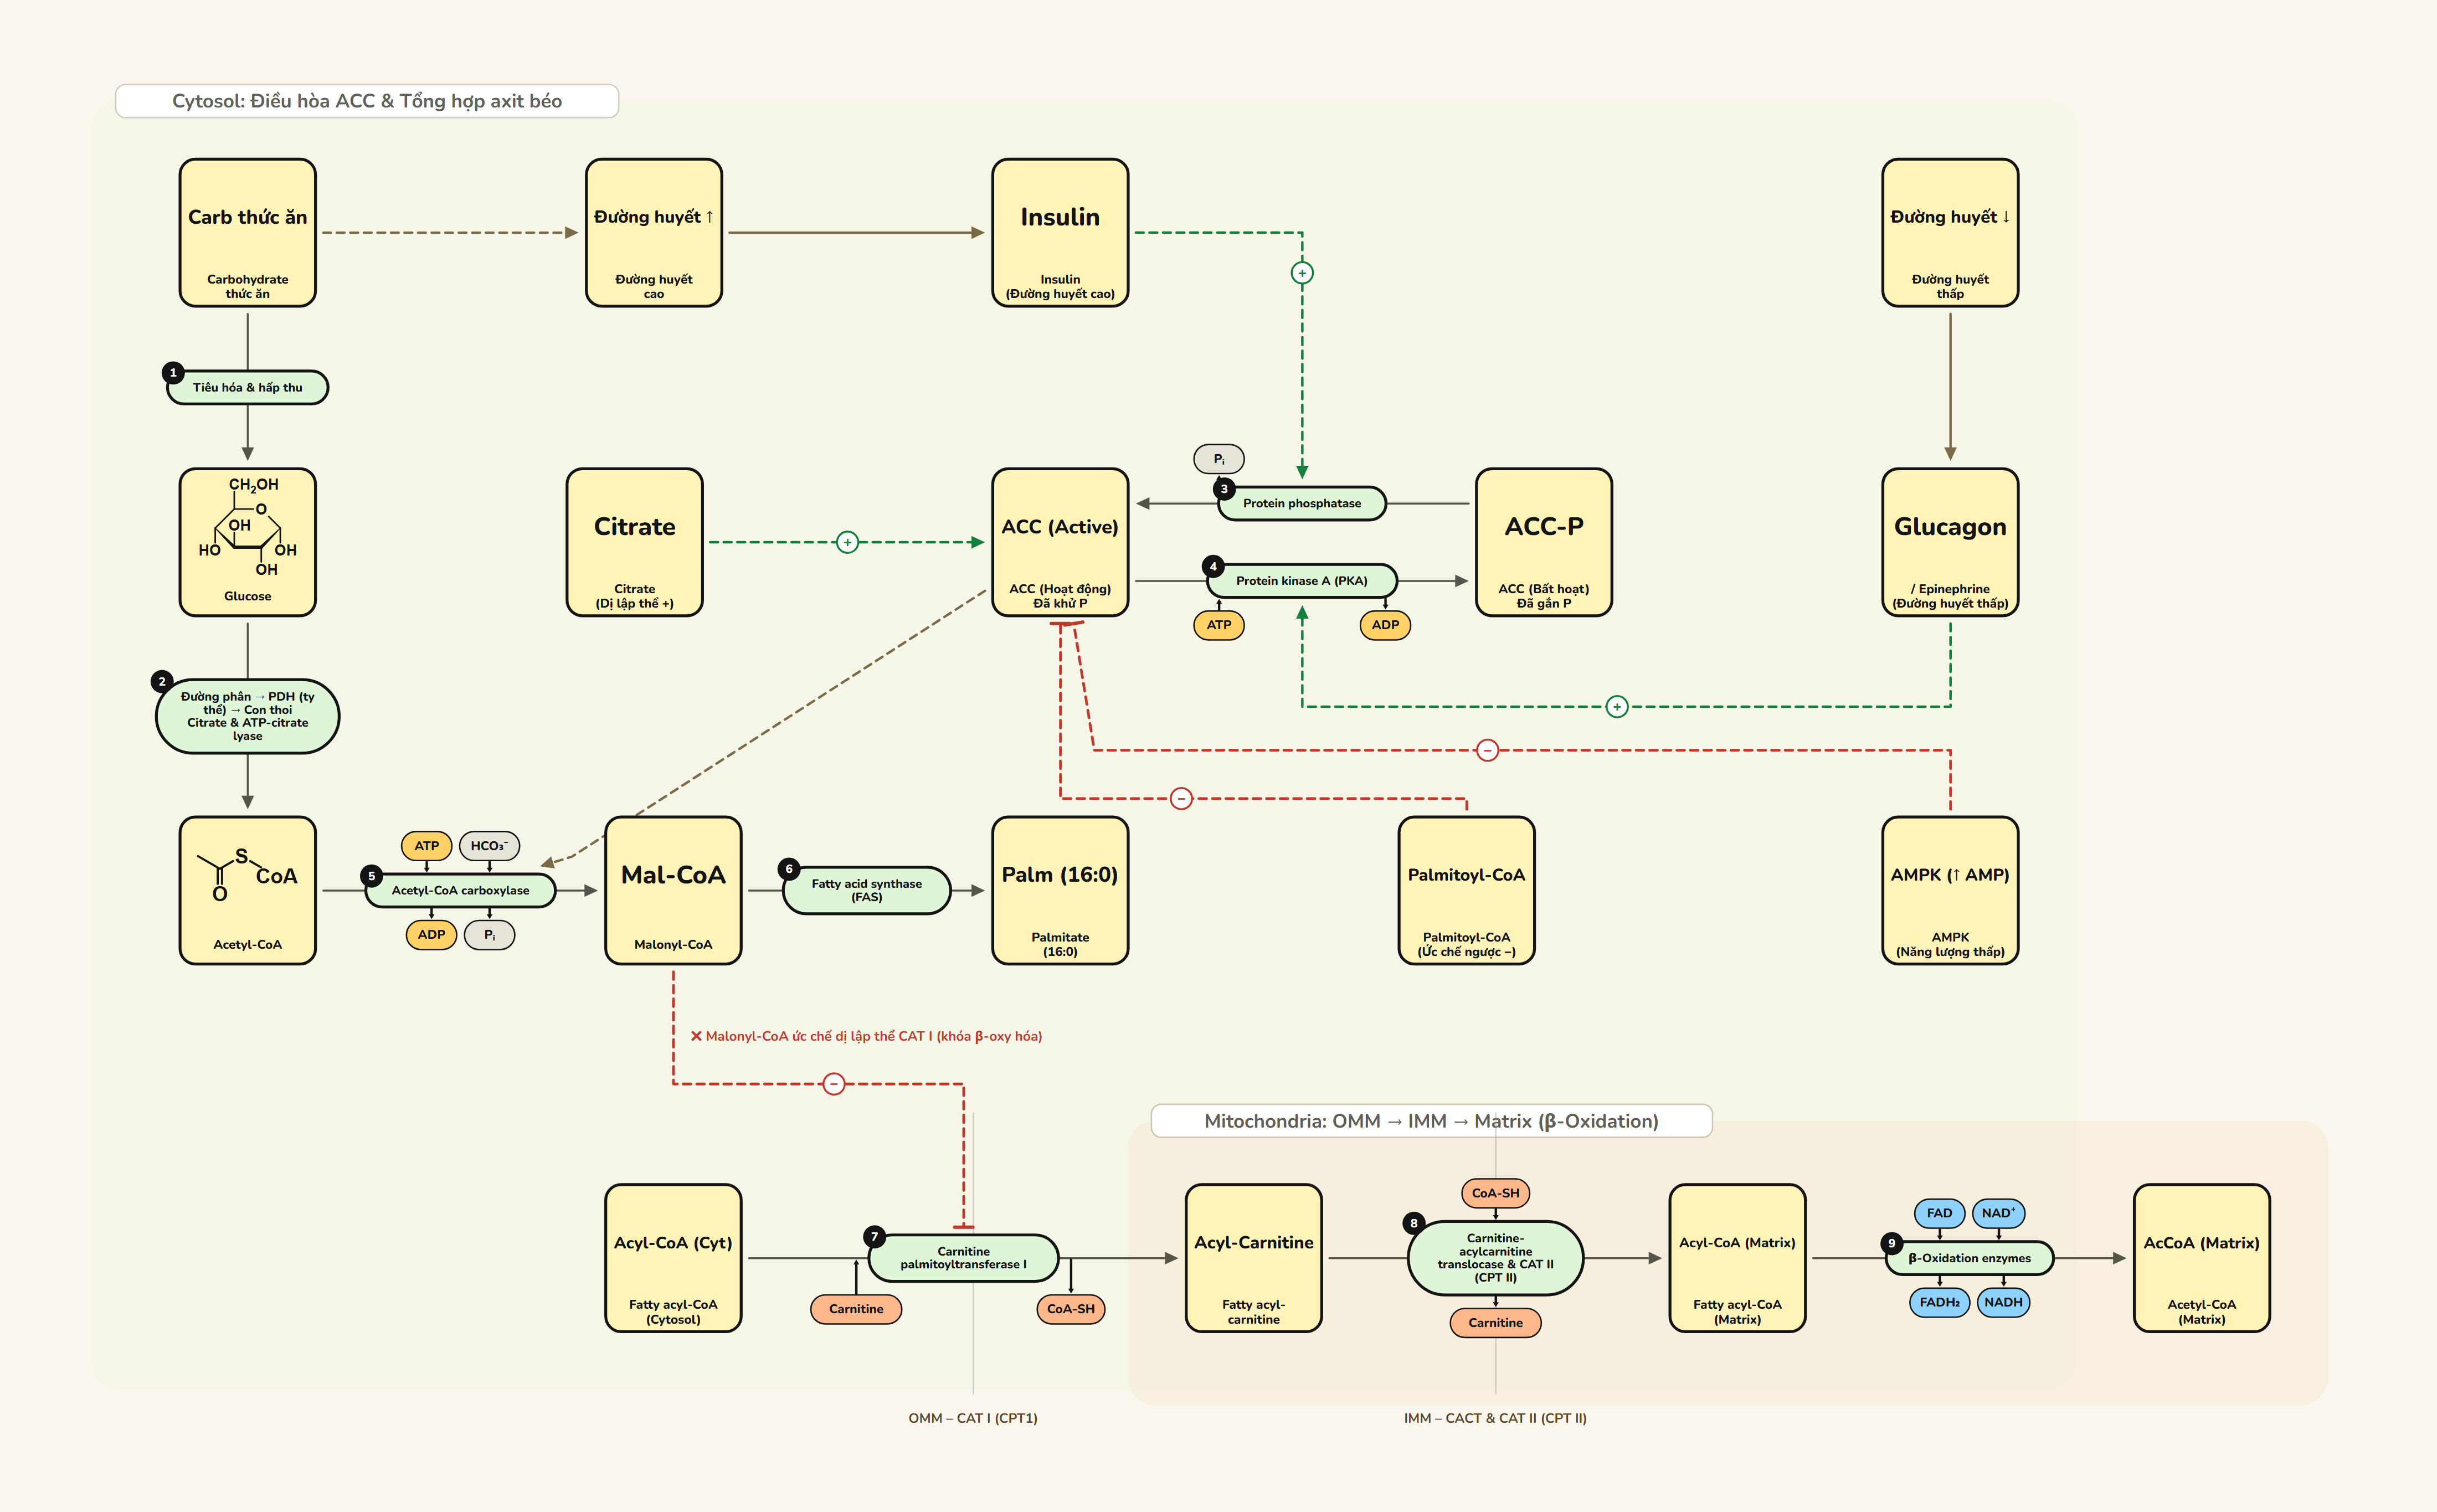 Cytosol: Điều hòa ACC & Tổng hợp axit béo
Carb thức ăn
Carbohydrate
thức ăn
Đường huyết ↑
Đường huyết
cao
Insulin
Insulin
(Đường huyết cao)
Đường huyết ↓
Đường huyết
thấp
+
1
Tiêu hóa & hấp thu
CH₂OH
O
OH
HO
OH
OH
Glucose
Citrate
Citrate
(Dị lập thể +)
+
ACC (Active)
ACC (Hoạt động)
Đã khử P
Pᵢ
3
Protein phosphatase
4
Protein kinase A (PKA)
ATP
ADP
ACC-P
ACC (Bất hoạt)
Đã gắn P
Glucagon
/ Epinephrine
(Đường huyết thấp)
+
−
−
2
Đường phân → PDH (ty
thể) → Con thoi
Citrate & ATP-citrate
lyase
S
CoA
O
Acetyl-CoA
ATP
HCO₃⁻
5
Acetyl-CoA carboxylase
ADP
Pᵢ
Mal-CoA
Malonyl-CoA
6
Fatty acid synthase
(FAS)
Palm (16:0)
Palmitate
(16:0)
Palmitoyl-CoA
Palmitoyl-CoA
(Ức chế ngược −)
AMPK (↑ AMP)
AMPK
(Năng lượng thấp)
❌ Malonyl-CoA ức chế dị lập thể CAT I (khóa β-oxy hóa)
−
Mitochondria: OMM → IMM → Matrix (β-Oxidation)
Acyl-CoA (Cyt)
Fatty acyl-CoA
(Cytosol)
7
Carnitine
palmitoyltransferase I
Carnitine
CoA-SH
Acyl-Carnitine
Fatty acyl-
carnitine
CoA-SH
8
Carnitine-
acylcarnitine
translocase & CAT II
(CPT II)
Carnitine
Acyl-CoA (Matrix)
Fatty acyl-CoA
(Matrix)
FAD
NAD⁺
9
β-Oxidation enzymes
FADH₂
NADH
AcCoA (Matrix)
Acetyl-CoA
(Matrix)
OMM – CAT I (CPT1)
IMM – CACT & CAT II (CPT II)